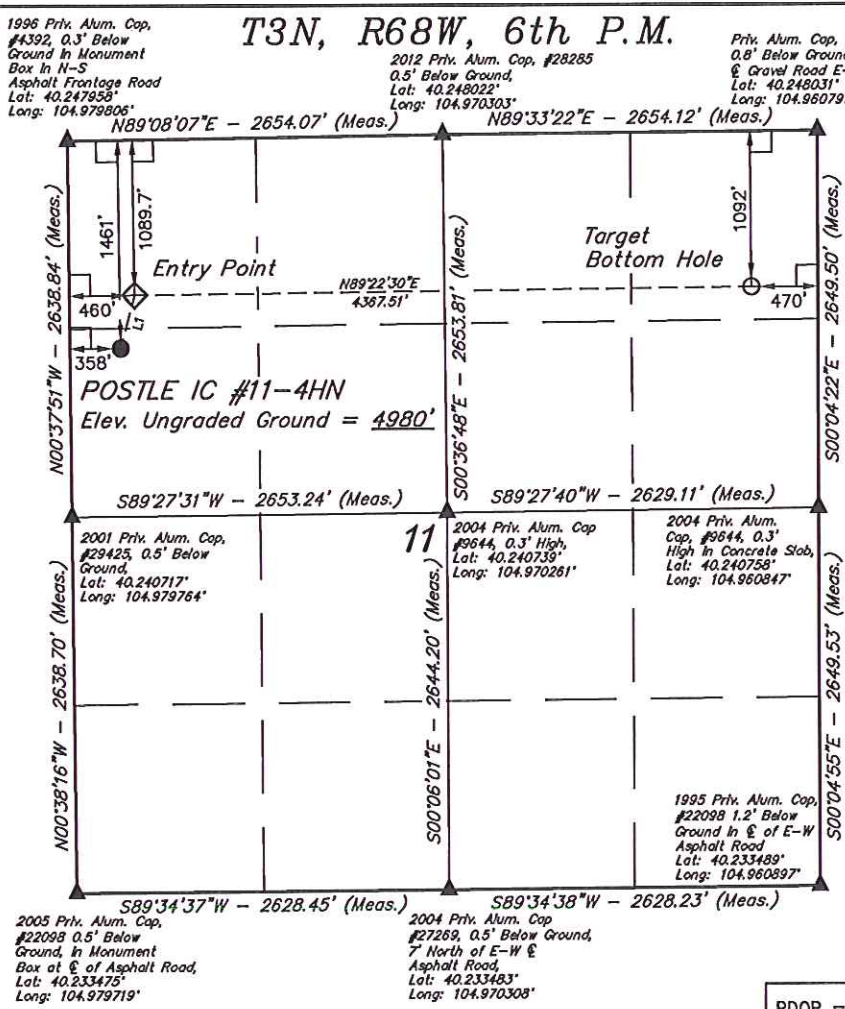 T3N, R68W, 6th P.M.
1996 Priv. Alum. Cap,
#4392, 0.3' Below
Ground In Monument
Box In N-S
Asphalt Frontage Road
Lat: 40.247958°
Long: 104.979806°
2012 Priv. Alum. Cap, #28285
0.5' Below Ground,
Lat: 40.248022°
Long: 104.970303°
Priv. Alum. Cap,
0.8' Below Ground
℄ Gravel Road E-
Lat: 40.248031°
Long: 104.96079
N89°08'07"E - 2654.07' (Meas.)
N89°33'22"E - 2654.12' (Meas.)
N00°37'51"W - 2638.84' (Meas.)
1461'
1089.7'
Entry Point
460'
L1
358'
N89°22'30"E
4367.51'
S00°36'48"E - 2653.81' (Meas.)
Target
Bottom Hole
1092'
470'
S00°04'22"E - 2649.50' (Meas.)
POSTLE IC #11-4HN
Elev. Ungraded Ground = 4980'
S89°27'31"W - 2653.24' (Meas.)
S89°27'40"W - 2629.11' (Meas.)
2001 Priv. Alum. Cap,
#29425, 0.5' Below
Ground,
Lat: 40.240717°
Long: 104.979764°
11
2004 Priv. Alum. Cap
#9644, 0.3' High,
Lat: 40.240739°
Long: 104.970261°
2004 Priv. Alum.
Cap, #9644, 0.3'
High In Concrete Slab,
Lat: 40.240758°
Long: 104.960847°
N00°38'16"W - 2638.70' (Meas.)
S00°06'01"E - 2644.20' (Meas.)
S00°04'55"E - 2649.53' (Meas.)
1995 Priv. Alum. Cap,
#22098 1.2' Below
Ground In ℄ of E-W
Asphalt Road
Lat: 40.233489°
Long: 104.960897°
S89°34'37"W - 2628.45' (Meas.)
S89°34'38"W - 2628.23' (Meas.)
2005 Priv. Alum. Cap,
#22098 0.5' Below
Ground, In Monument
Box at ℄ of Asphalt Road,
Lat: 40.233475°
Long: 104.979719°
2004 Priv. Alum. Cap
#27269, 0.5' Below Ground,
7' North of E-W ℄
Asphalt Road,
Lat: 40.233483°
Long: 104.970308°
PDOP